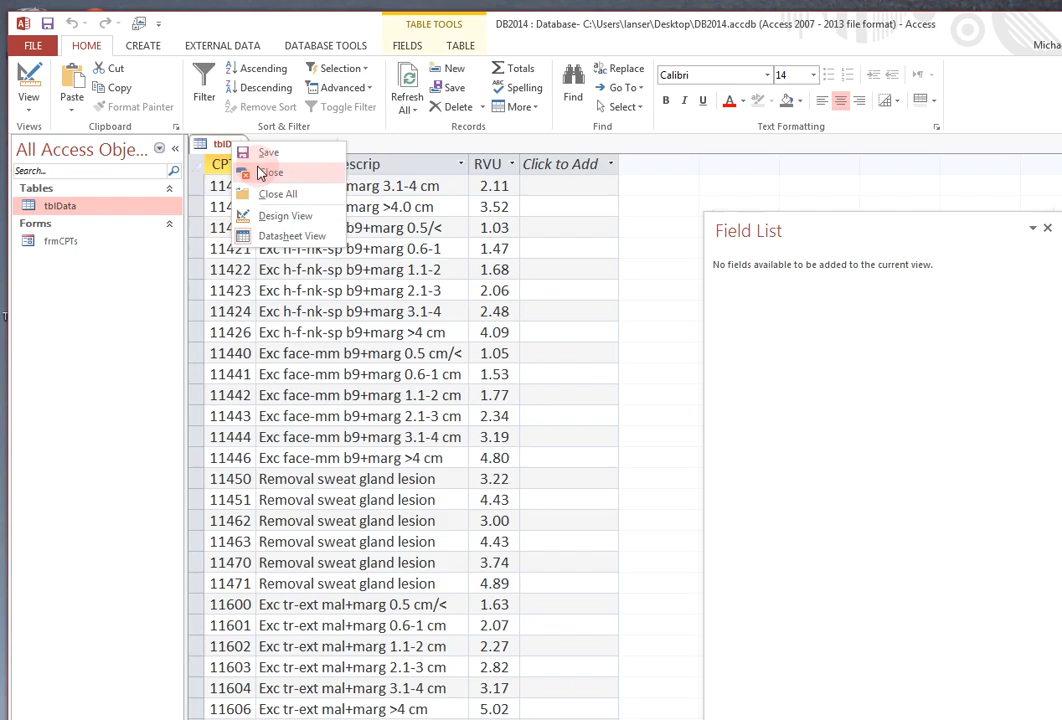 TABLE TOOLS
DB2014 : Database- C:\Users\lanser\Desktop\DB2014.accdb (Access 2007 - 2013 file format) - Access
FILE HOME CREATE EXTERNAL DATA DATABASE TOOLS FIELDS TABLE Micha
View
Views
Paste
Cut
Copy
Format Painter
Clipboard
Filter
Ascending
Descending
Remove Sort
Selection
Advanced
Toggle Filter
Sort & Filter
Refresh All
New
Save
Delete
Totals
Spelling
More
Records
Find
Replace
Go To
Select
Find
Calibri 14
B I U A
Text Formatting
All Access Obje...
Search...
Tables
tblData
Forms
frmCPTs
tblD
Save
Close
Close All
Design View
Datasheet View
CPT escrip RVU Click to Add
114 marg 3.1-4 cm 2.11
114 marg >4.0 cm 3.52
114 marg 0.5/< 1.03
11421 Exc h-f-nk-sp b9+marg 0.6-1 1.47
11422 Exc h-f-nk-sp b9+marg 1.1-2 1.68
11423 Exc h-f-nk-sp b9+marg 2.1-3 2.06
11424 Exc h-f-nk-sp b9+marg 3.1-4 2.48
11426 Exc h-f-nk-sp b9+marg >4 cm 4.09
11440 Exc face-mm b9+marg 0.5 cm/< 1.05
11441 Exc face-mm b9+marg 0.6-1 cm 1.53
11442 Exc face-mm b9+marg 1.1-2 cm 1.77
11443 Exc face-mm b9+marg 2.1-3 cm 2.34
11444 Exc face-mm b9+marg 3.1-4 cm 3.19
11446 Exc face-mm b9+marg >4 cm 4.80
11450 Removal sweat gland lesion 3.22
11451 Removal sweat gland lesion 4.43
11462 Removal sweat gland lesion 3.00
11463 Removal sweat gland lesion 4.43
11470 Removal sweat gland lesion 3.74
11471 Removal sweat gland lesion 4.89
11600 Exc tr-ext mal+marg 0.5 cm/< 1.63
11601 Exc tr-ext mal+marg 0.6-1 cm 2.07
11602 Exc tr-ext mal+marg 1.1-2 cm 2.27
11603 Exc tr-ext mal+marg 2.1-3 cm 2.82
11604 Exc tr-ext mal+marg 3.1-4 cm 3.17
11606 Exc tr-ext mal+marg >4 cm 5.02
Field List
No fields available to be added to the current view.